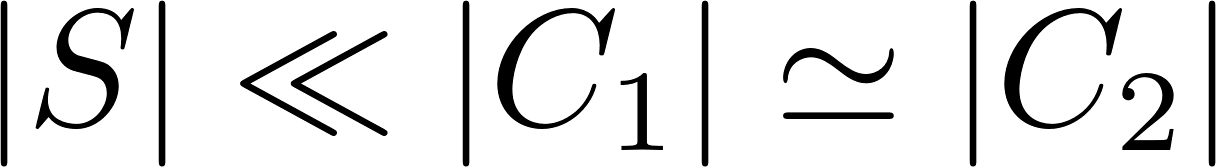 |S| ≪ |C₁| ≃ |C₂|